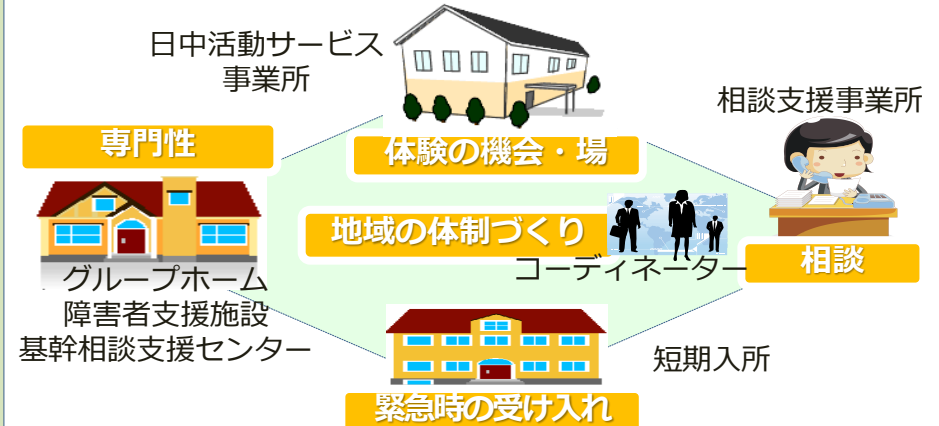 日中活動サービス
事業所
相談支援事業所
専門性
体験の機会・場
地域の体制づくり
コーディネーター
相談
グループホーム
障害者支援施設
基幹相談支援センター
短期入所
緊急時の受け入れ